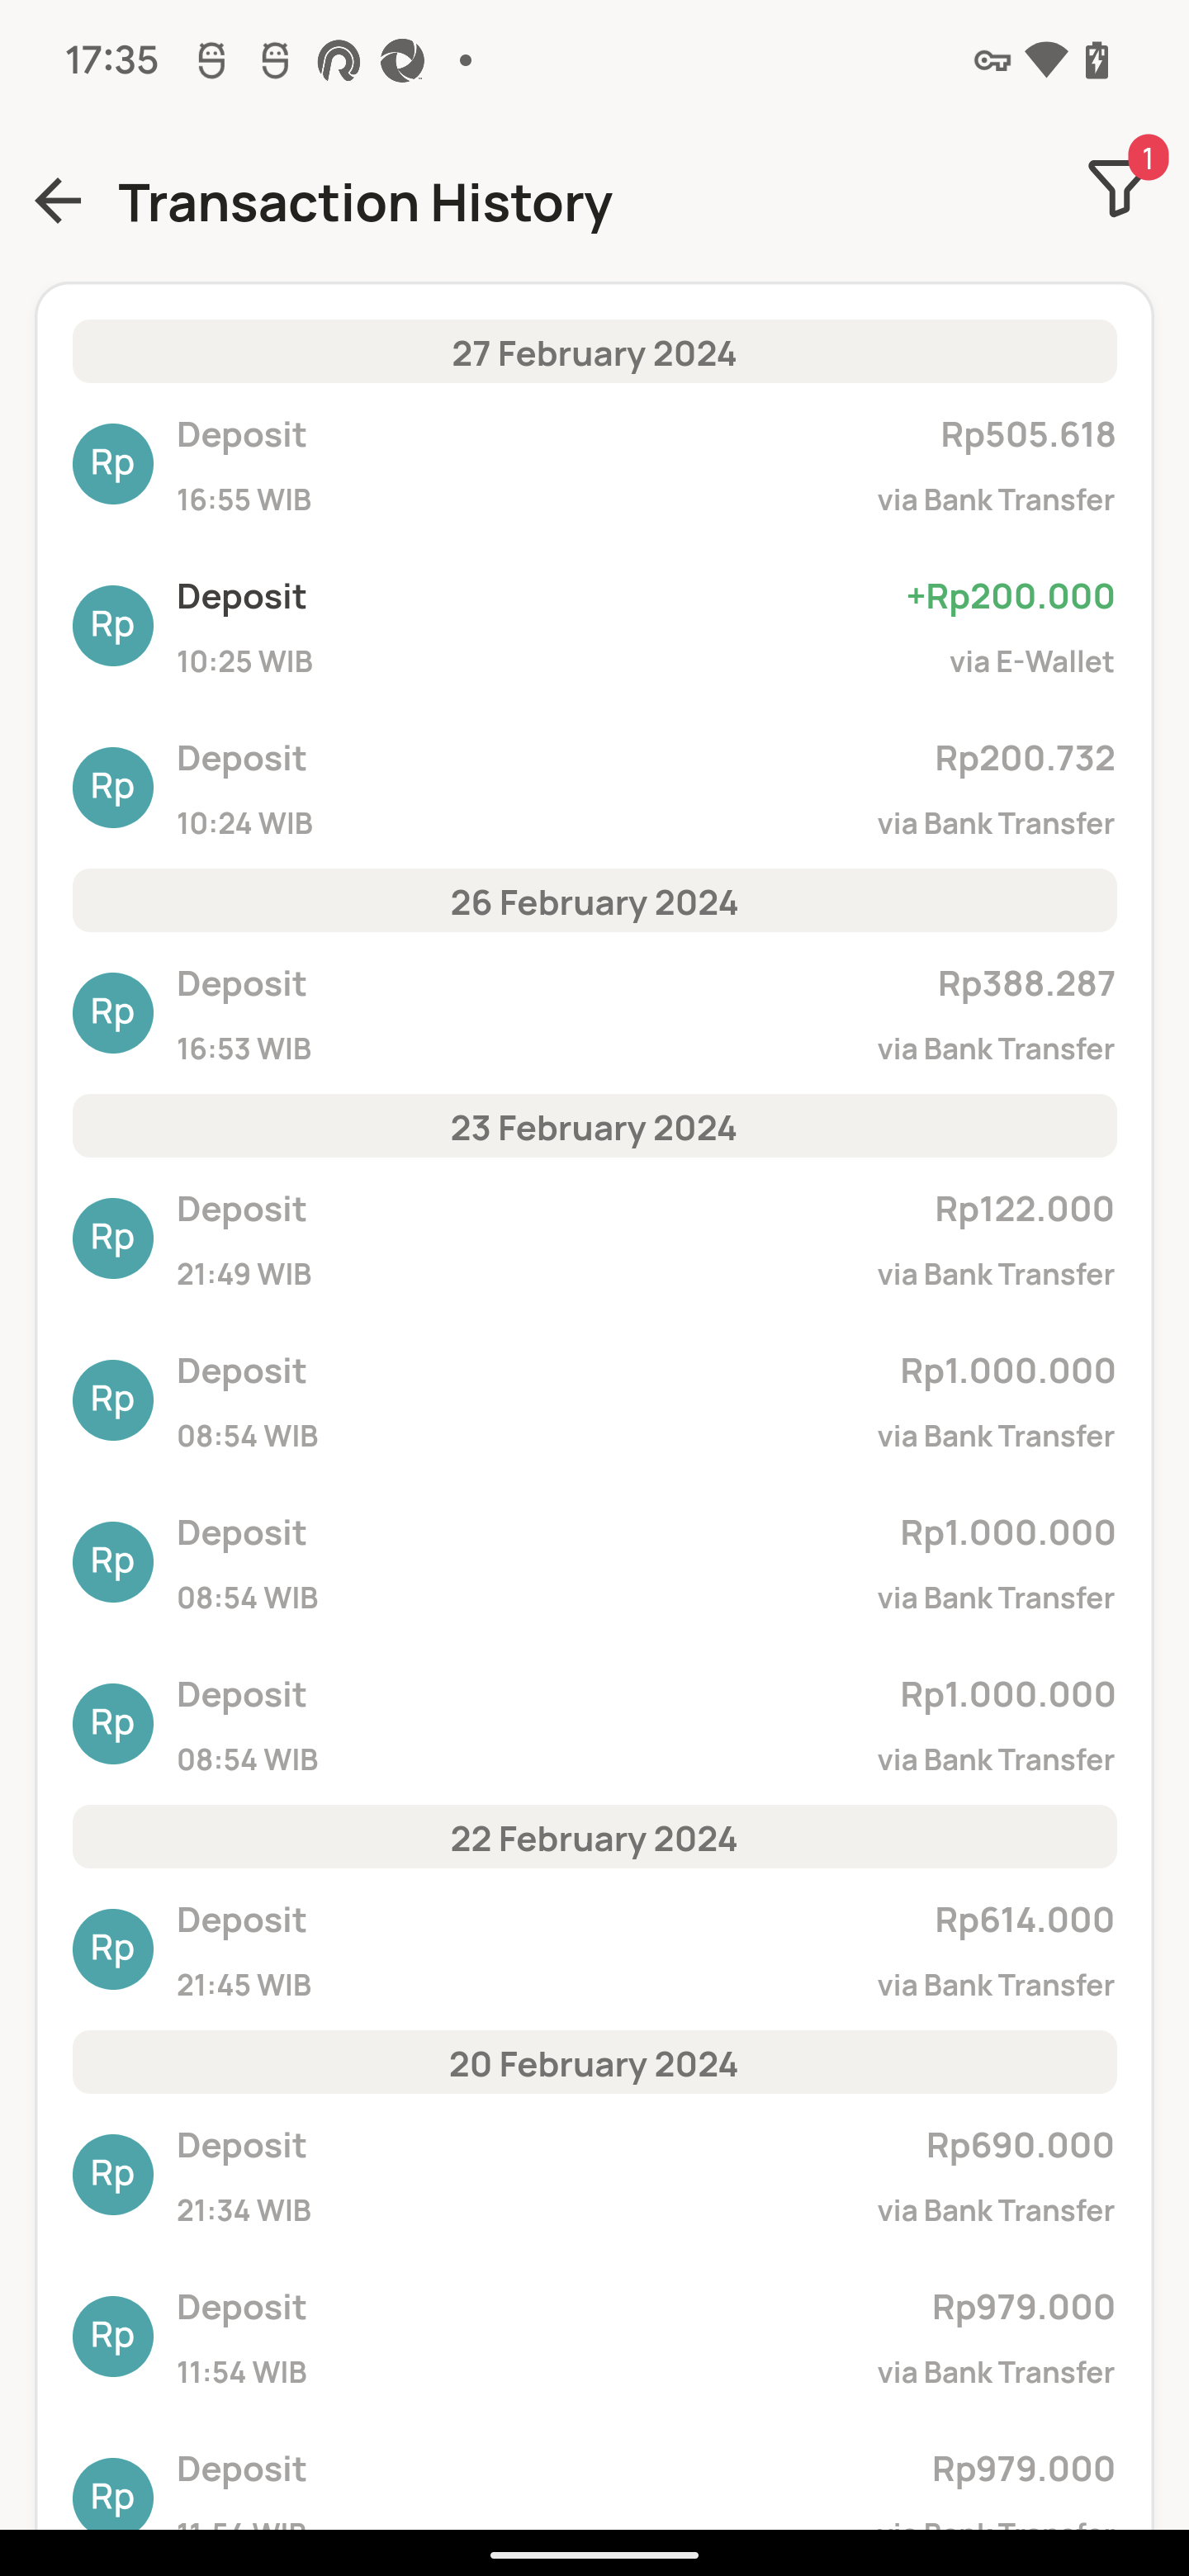 17:35
Transaction History
1
27 February 2024
Rp
Deposit
Rp505.618
16:55 WIB
via Bank Transfer
Rp
Deposit
+Rp200.000
10:25 WIB
via E-Wallet
Rp
Deposit
Rp200.732
10:24 WIB
via Bank Transfer
26 February 2024
Rp
Deposit
Rp388.287
16:53 WIB
via Bank Transfer
23 February 2024
Rp
Deposit
Rp122.000
21:49 WIB
via Bank Transfer
Rp
Deposit
Rp1.000.000
08:54 WIB
via Bank Transfer
Rp
Deposit
Rp1.000.000
08:54 WIB
via Bank Transfer
Rp
Deposit
Rp1.000.000
08:54 WIB
via Bank Transfer
22 February 2024
Rp
Deposit
Rp614.000
21:45 WIB
via Bank Transfer
20 February 2024
Rp
Deposit
Rp690.000
21:34 WIB
via Bank Transfer
Rp
Deposit
Rp979.000
11:54 WIB
via Bank Transfer
Rp
Deposit
Rp979.000